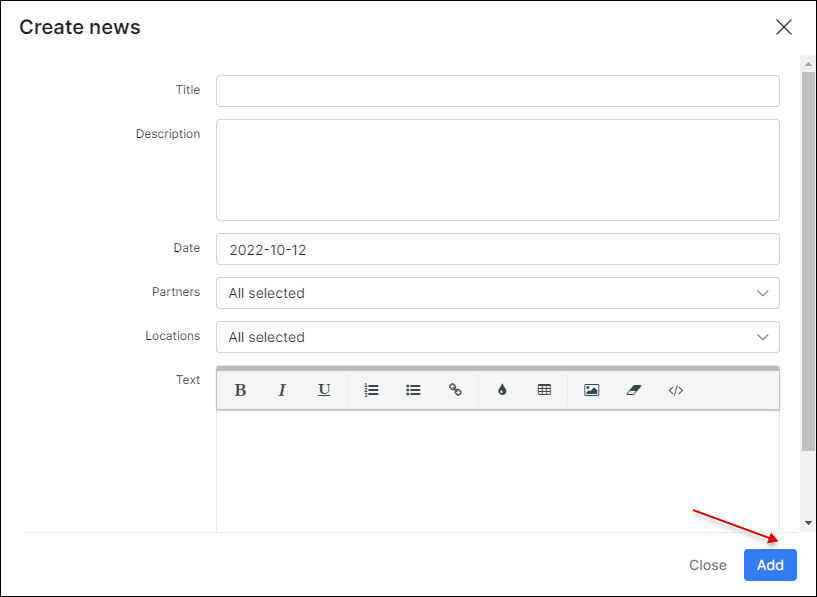 Create news
Title
Description
Date
2022-10-12
Partners
All selected
Locations
All selected
Text
B I U </>
Close Add